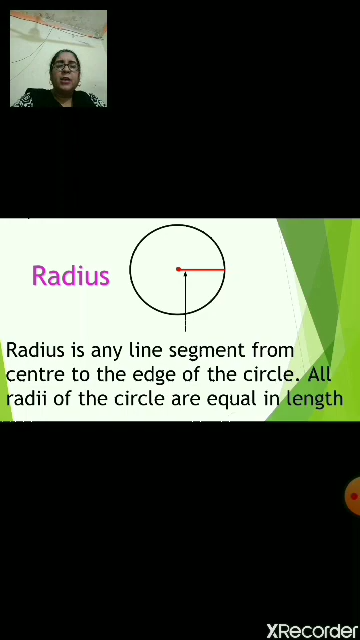 Radius
Radius is any line segment from
centre to the edge of the circle. All
radii of the circle are equal in length
XRecorder